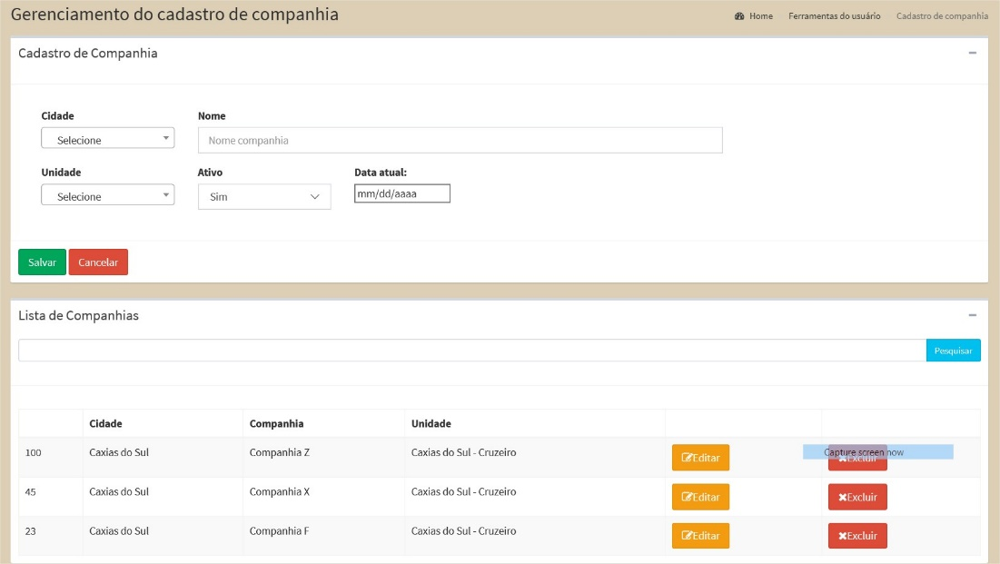 Gerenciamento do cadastro de companhia
Home Ferramentas do usuário Cadastro de companhia
Cadastro de Companhia
Cidade Nome
Selecione Nome companhia
Unidade Ativo Data atual:
Selecione Sim mm/dd/aaaa
Salvar Cancelar
Lista de Companhias
Pesquisar
Cidade Companhia Unidade
100 Caxias do Sul Companhia Z Caxias do Sul - Cruzeiro Editar Excluir
Capture screen now
45 Caxias do Sul Companhia X Caxias do Sul - Cruzeiro Editar Excluir
23 Caxias do Sul Companhia F Caxias do Sul - Cruzeiro Editar Excluir